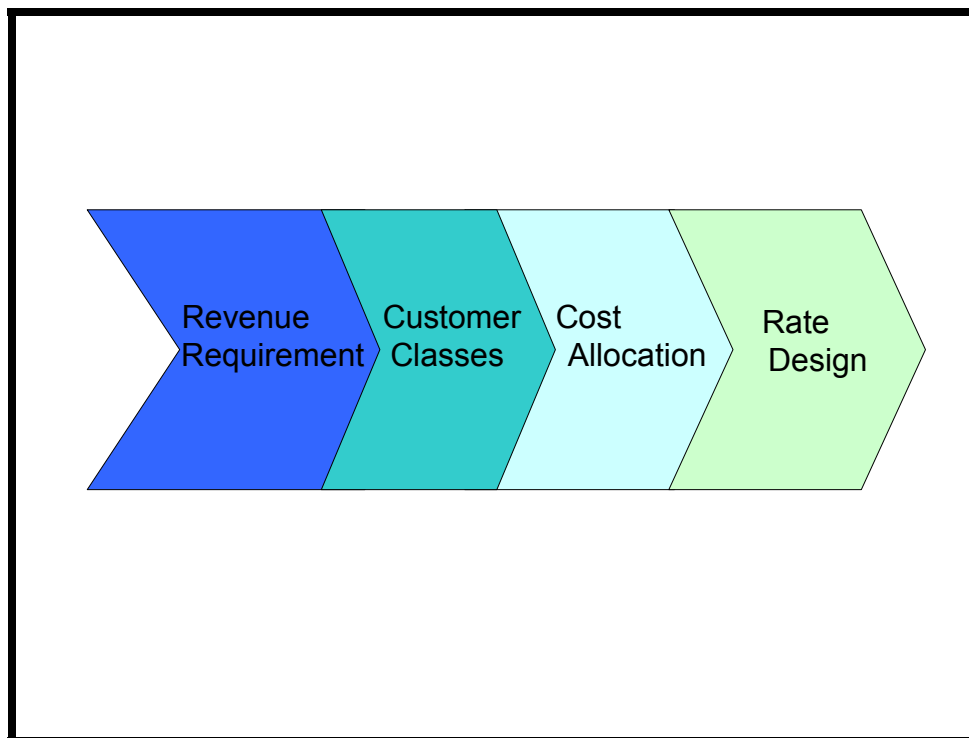 Revenue
Requirement
Customer
Classes
Cost
Allocation
Rate
Design